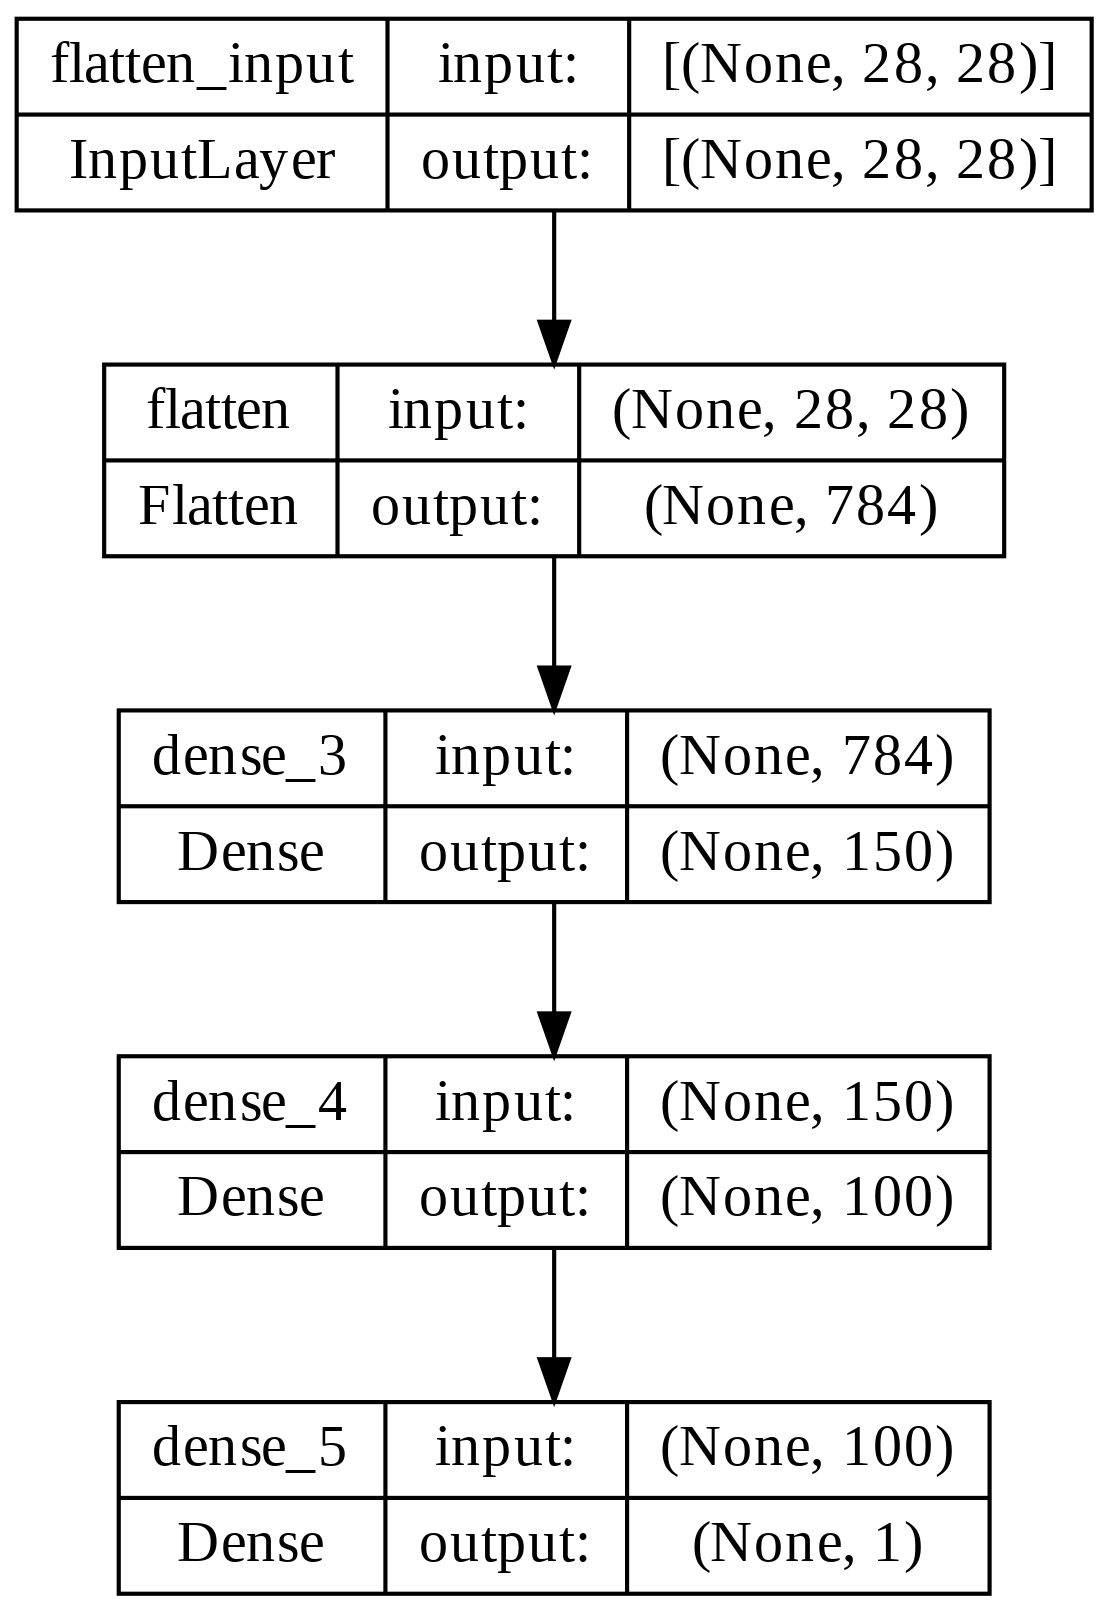 flatten_input input: [(None, 28, 28)]
InputLayer output: [(None, 28, 28)]
flatten input: (None, 28, 28)
Flatten output: (None, 784)
dense_3 input: (None, 784)
Dense output: (None, 150)
dense_4 input: (None, 150)
Dense output: (None, 100)
dense_5 input: (None, 100)
Dense output: (None, 1)